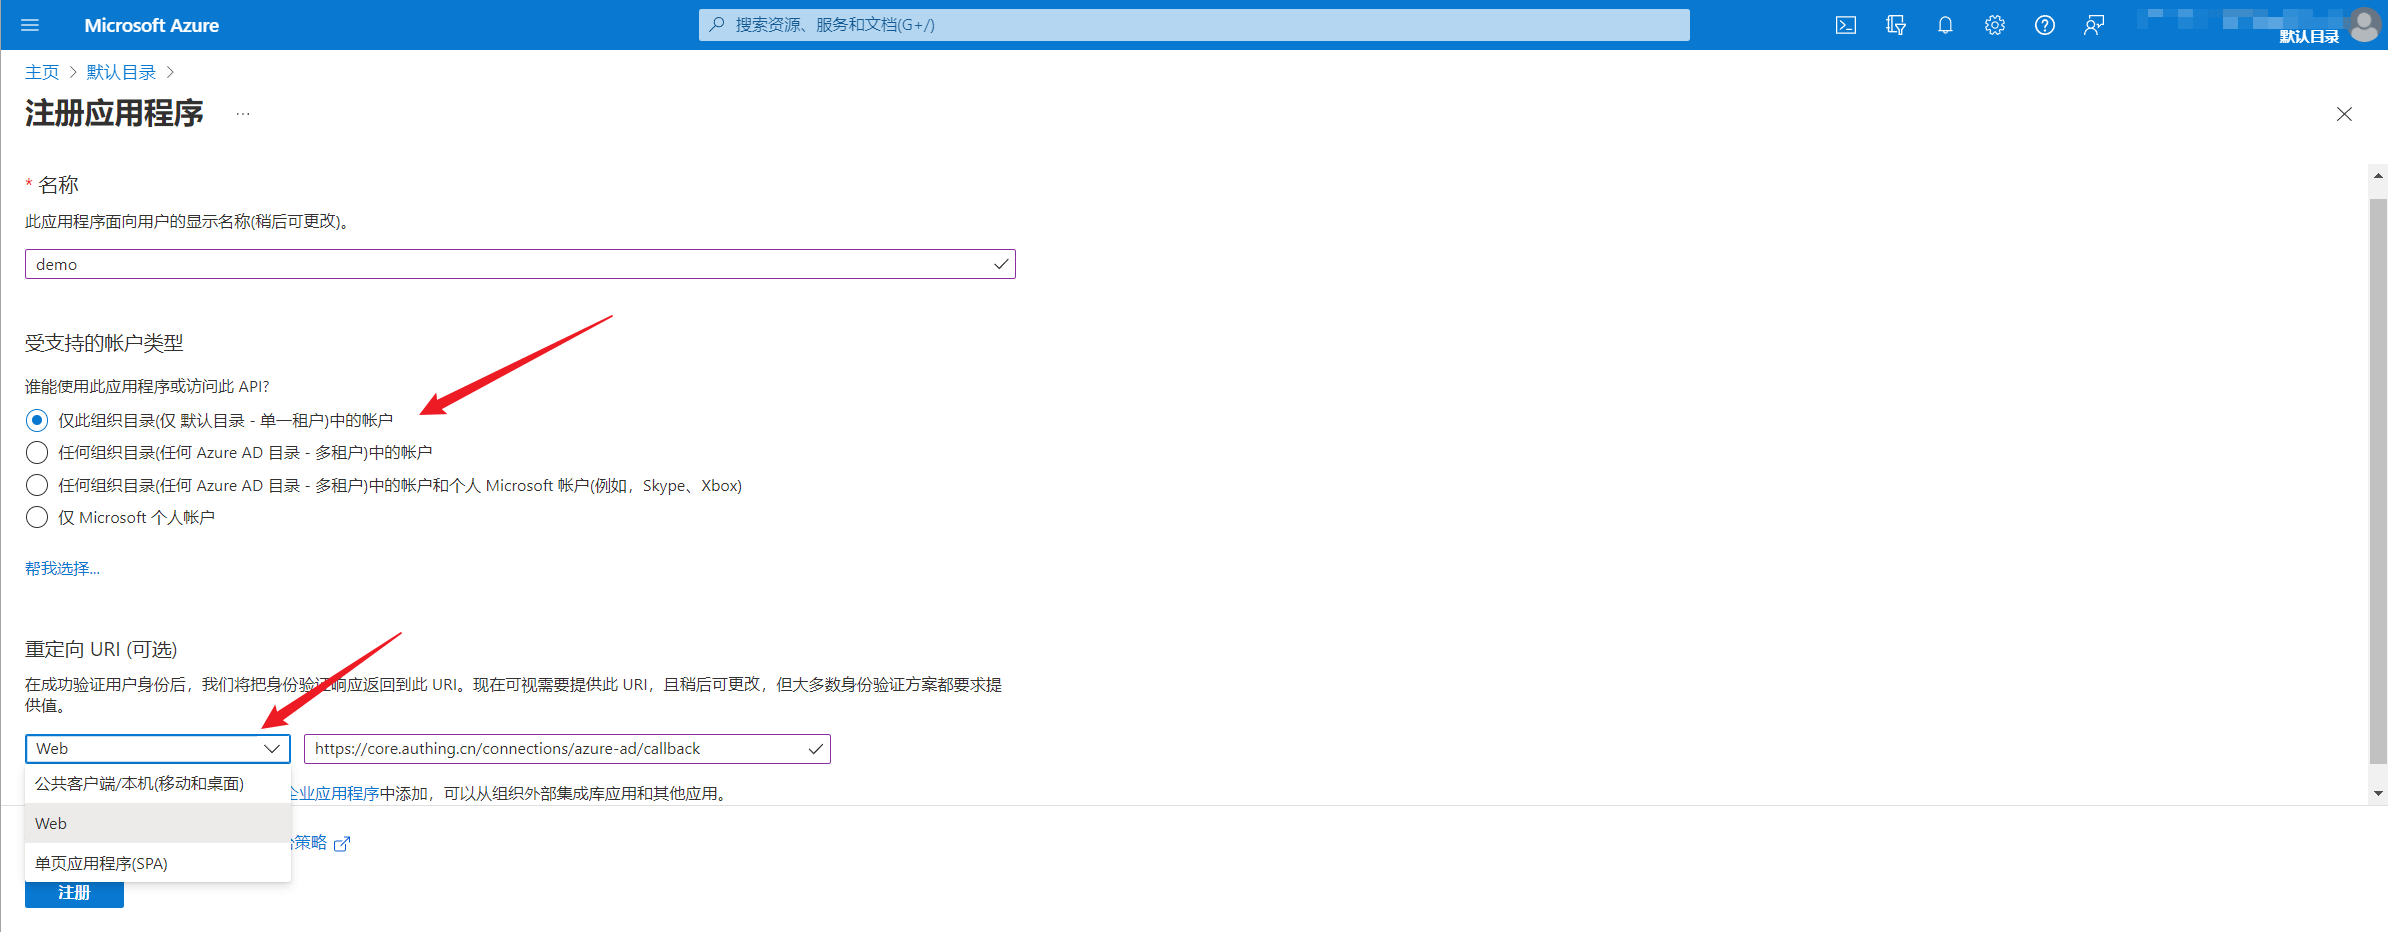 Microsoft Azure
搜索资源、服务和文档(G+/)
默认目录
主页 > 默认目录 >
注册应用程序 ...
* 名称
此应用程序面向用户的显示名称(稍后可更改)。
demo
受支持的帐户类型
谁能使用此应用程序或访问此 API?
仅此组织目录(仅 默认目录 - 单一租户)中的帐户
任何组织目录(任何 Azure AD 目录 - 多租户)中的帐户
任何组织目录(任何 Azure AD 目录 - 多租户)中的帐户和个人 Microsoft 帐户(例如，Skype、Xbox)
仅 Microsoft 个人帐户
帮我选择...
重定向 URI (可选)
在成功验证用户身份后，我们将把身份验证响应返回到此 URI。现在可视需要提供此 URI，且稍后可更改，但大多数身份验证方案都要求提
供值。
Web
https://core.authing.cn/connections/azure-ad/callback
公共客户端/本机(移动和桌面)
企业应用程序中添加，可以从组织外部集成库应用和其他应用。
Web
策略
单页应用程序(SPA)
注册